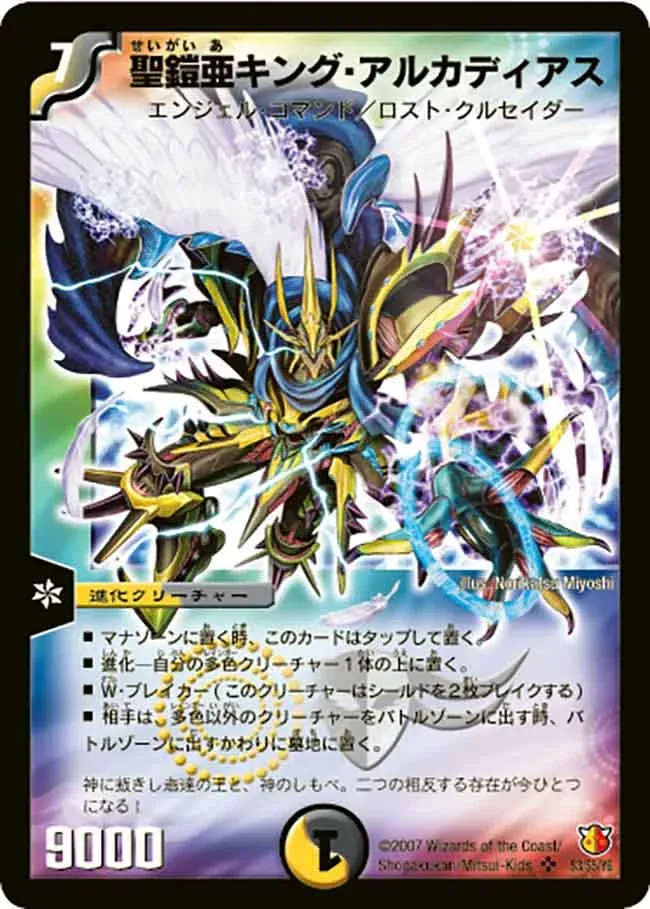 7
せいがい あ
聖鎧亜キング・アルカディアス
エンジェル・コマンド／ロスト・クルセイダー
Illus. Norikatsu Miyoshi
進化クリーチャー
■ マナゾーンに置く時、このカードはタップして置く。
■ 進化—自分の多色クリーチャー１体の上に置く。
■ W・ブレイカー（このクリーチャーはシールドを２枚ブレイクする）
■ 相手は、多色以外のクリーチャーをバトルゾーンに出す時、バ
トルゾーンに出すかわりに墓地に置く。
神に叛きし悪達の王と、神のしもべ。二つの相反する存在が今ひとつ
になる！
9000
1
©2007 Wizards of the Coast/
Shogakukan/Mitsui-Kids
S3/S5/Y6